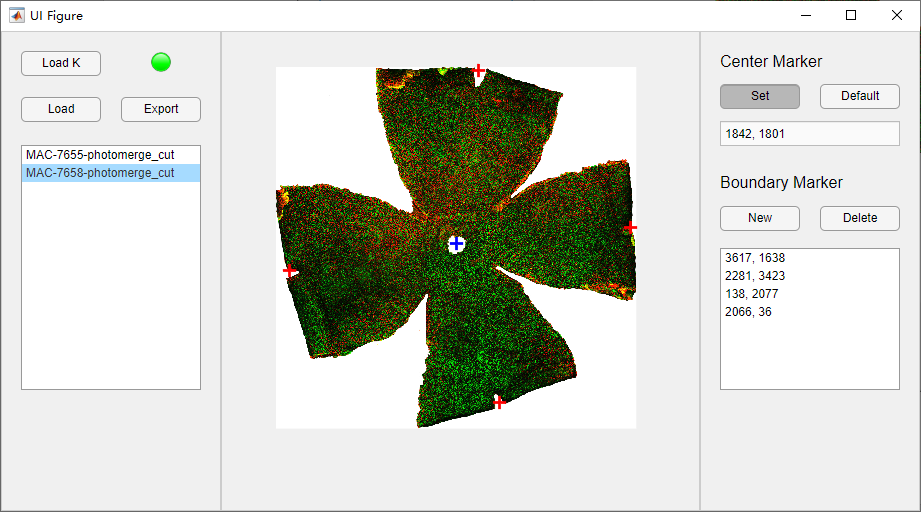 UI Figure
Load K
Load
Export
MAC-7655-photomerge_cut
MAC-7658-photomerge_cut
Center Marker
Set
Default
1842, 1801
Boundary Marker
New
Delete
3617, 1638
2281, 3423
138, 2077
2066, 36